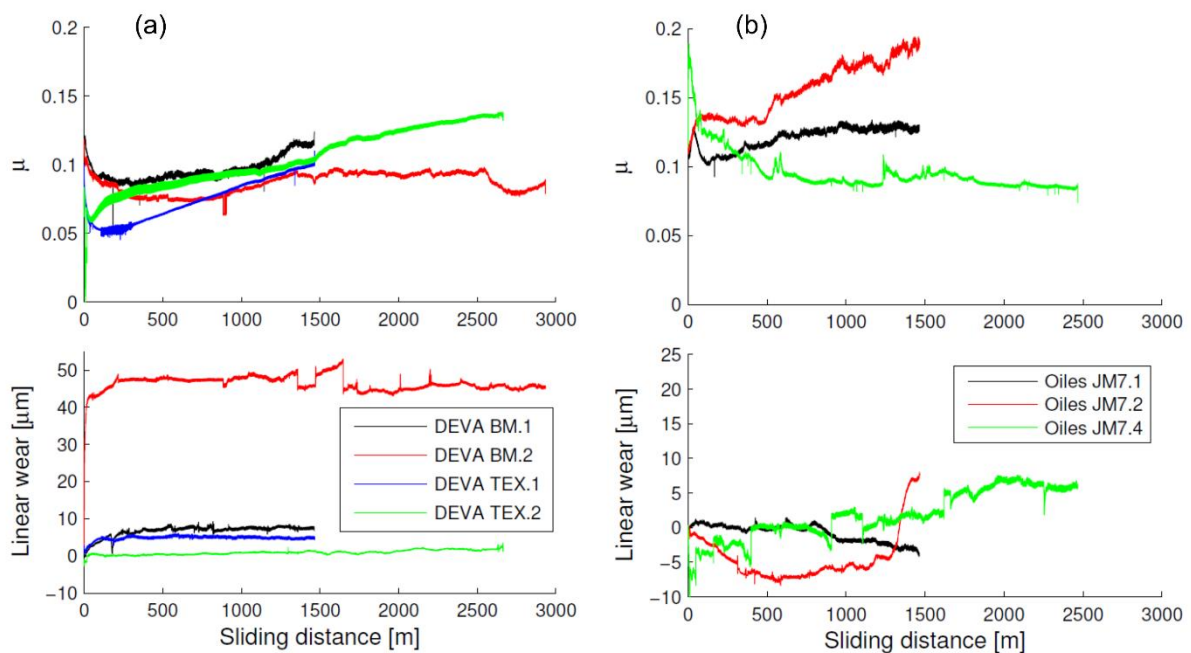 (a)
0.2
0.15
0.1
0.05
0
μ
0 500 1000 1500 2000 2500 3000
50
40
30
20
10
0
−10
Linear wear [μm]
DEVA BM.1
DEVA BM.2
DEVA TEX.1
DEVA TEX.2
0 500 1000 1500 2000 2500 3000
Sliding distance [m]
(b)
0.2
0.15
0.1
0.05
0
μ
0 500 1000 1500 2000 2500 3000
25
20
15
10
5
0
−5
−10
Linear wear [μm]
Oiles JM7.1
Oiles JM7.2
Oiles JM7.4
0 500 1000 1500 2000 2500 3000
Sliding distance [m]